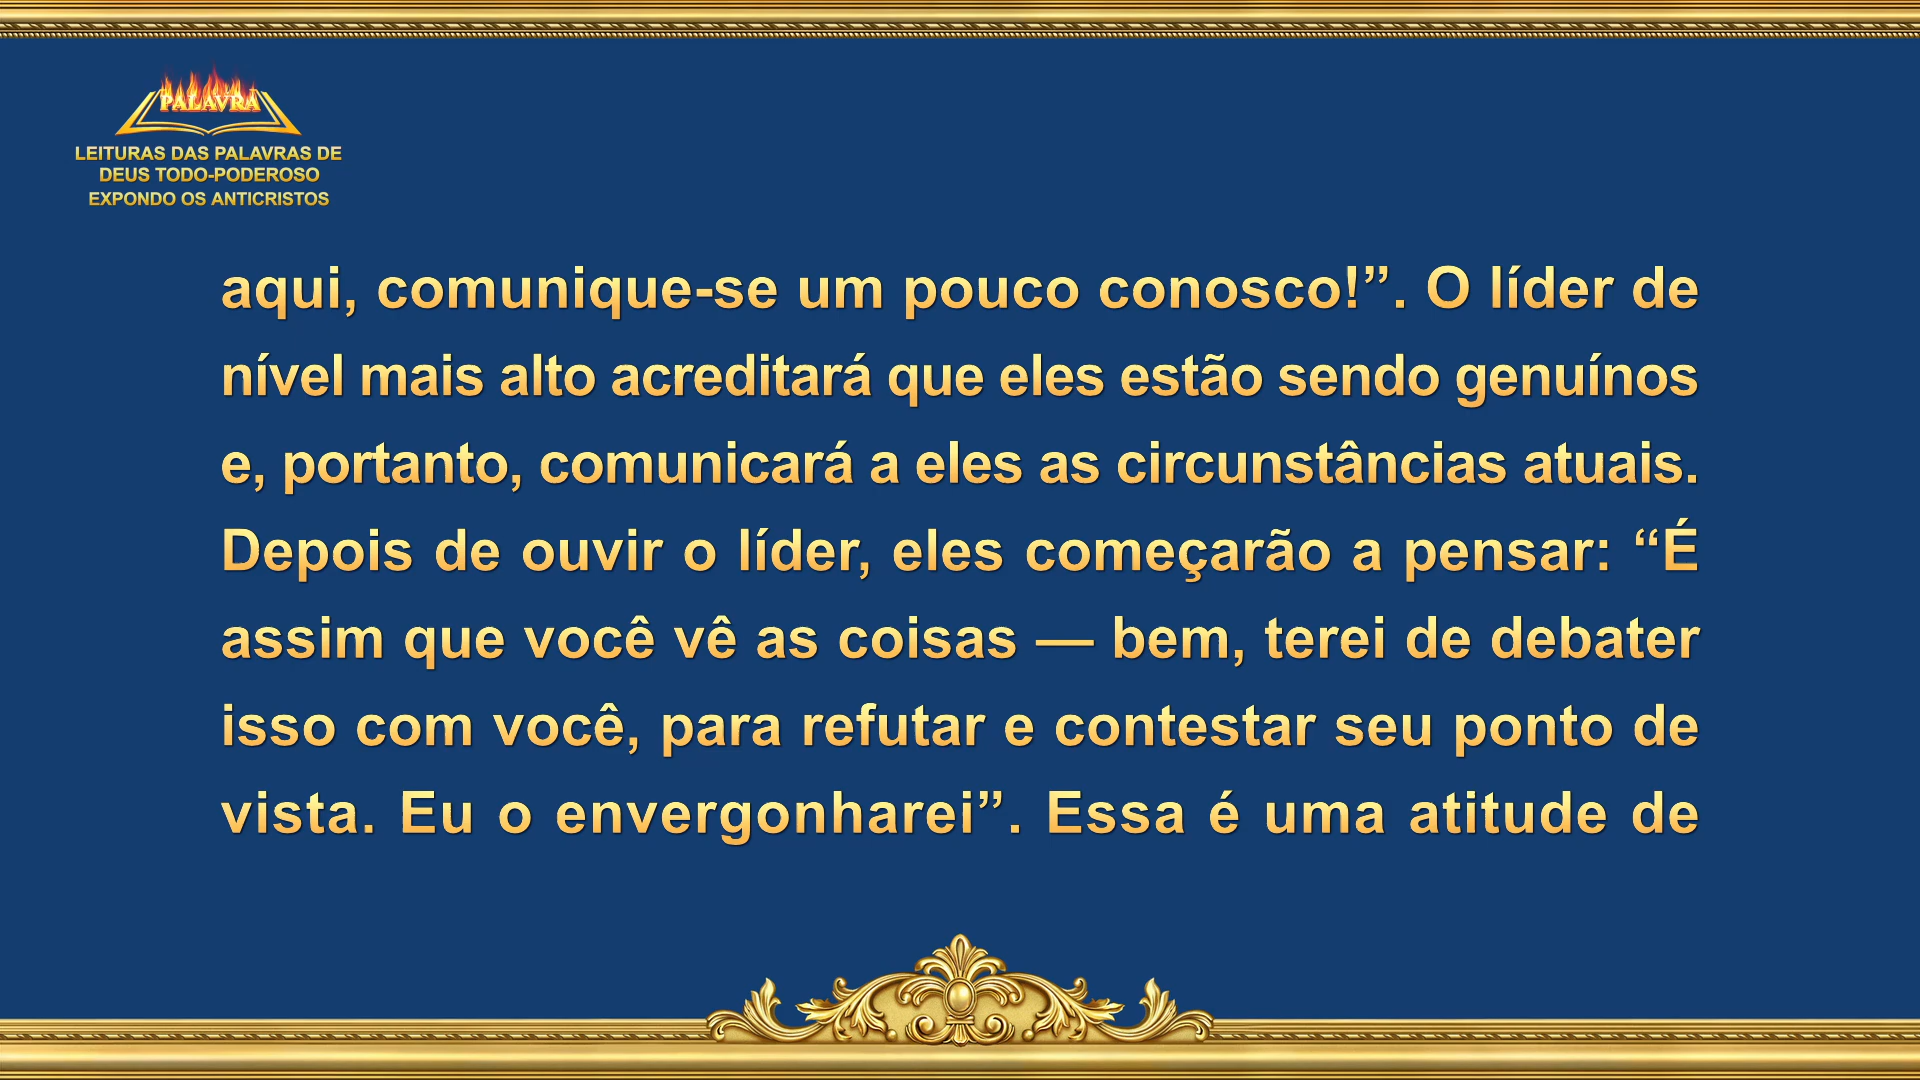 PALAVRA
LEITURAS DAS PALAVRAS DE
DEUS TODO-PODEROSO
EXPONDO OS ANTICRISTOS
aqui, comunique-se um pouco conosco!”. O líder de
nível mais alto acreditará que eles estão sendo genuínos
e, portanto, comunicará a eles as circunstâncias atuais.
Depois de ouvir o líder, eles começarão a pensar: “É
assim que você vê as coisas — bem, terei de debater
isso com você, para refutar e contestar seu ponto de
vista. Eu o envergonharei”. Essa é uma atitude de